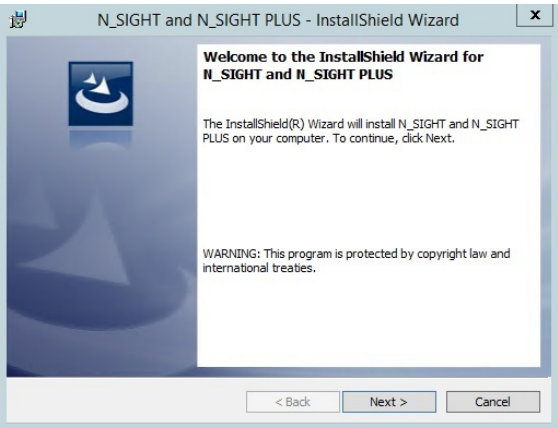 N_SIGHT and N_SIGHT PLUS - InstallShield Wizard
x
Welcome to the InstallShield Wizard for
N_SIGHT and N_SIGHT PLUS
The InstallShield(R) Wizard will install N_SIGHT and N_SIGHT
PLUS on your computer. To continue, click Next.
WARNING: This program is protected by copyright law and
international treaties.
< Back Next > Cancel